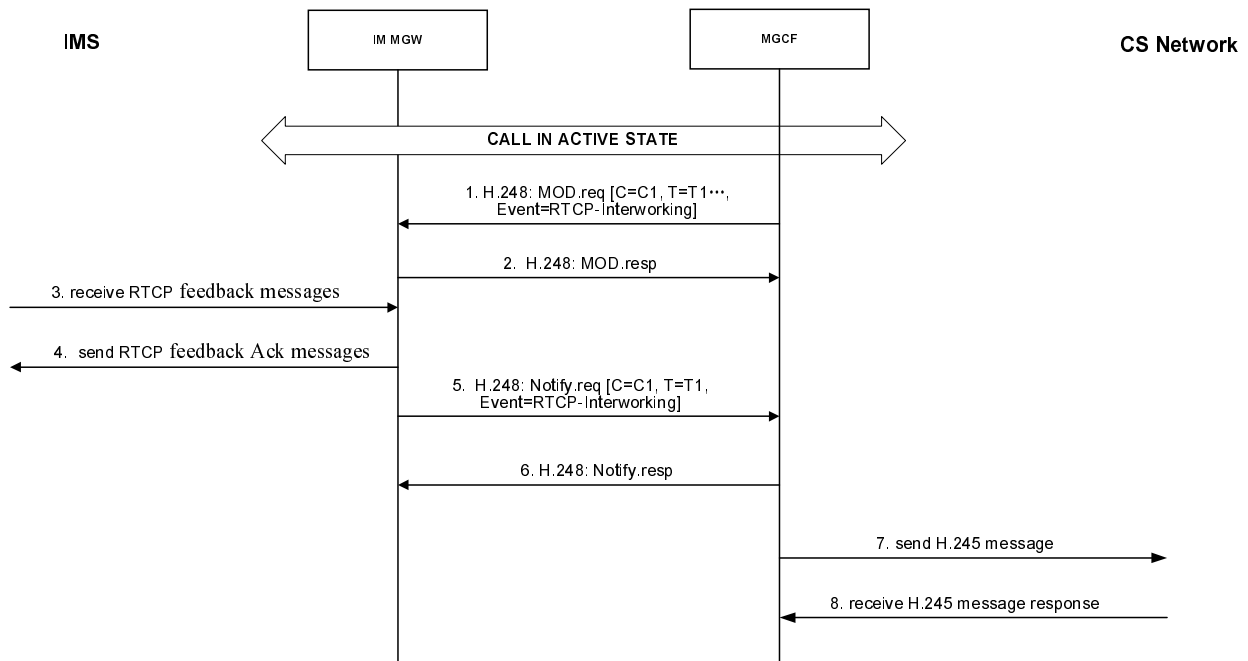 IMS
IM MGW
MGCF
CS Network
CALL IN ACTIVE STATE
1. H.248: MOD.req [C=C1, T=T1⋯,
Event=RTCP-Interworking]
2. H.248: MOD.resp
3. receive RTCP feedback messages
4. send RTCP feedback Ack messages
5. H.248: Notify.req [C=C1, T=T1,
Event=RTCP-Interworking]
6. H.248: Notify.resp
7. send H.245 message
8. receive H.245 message response